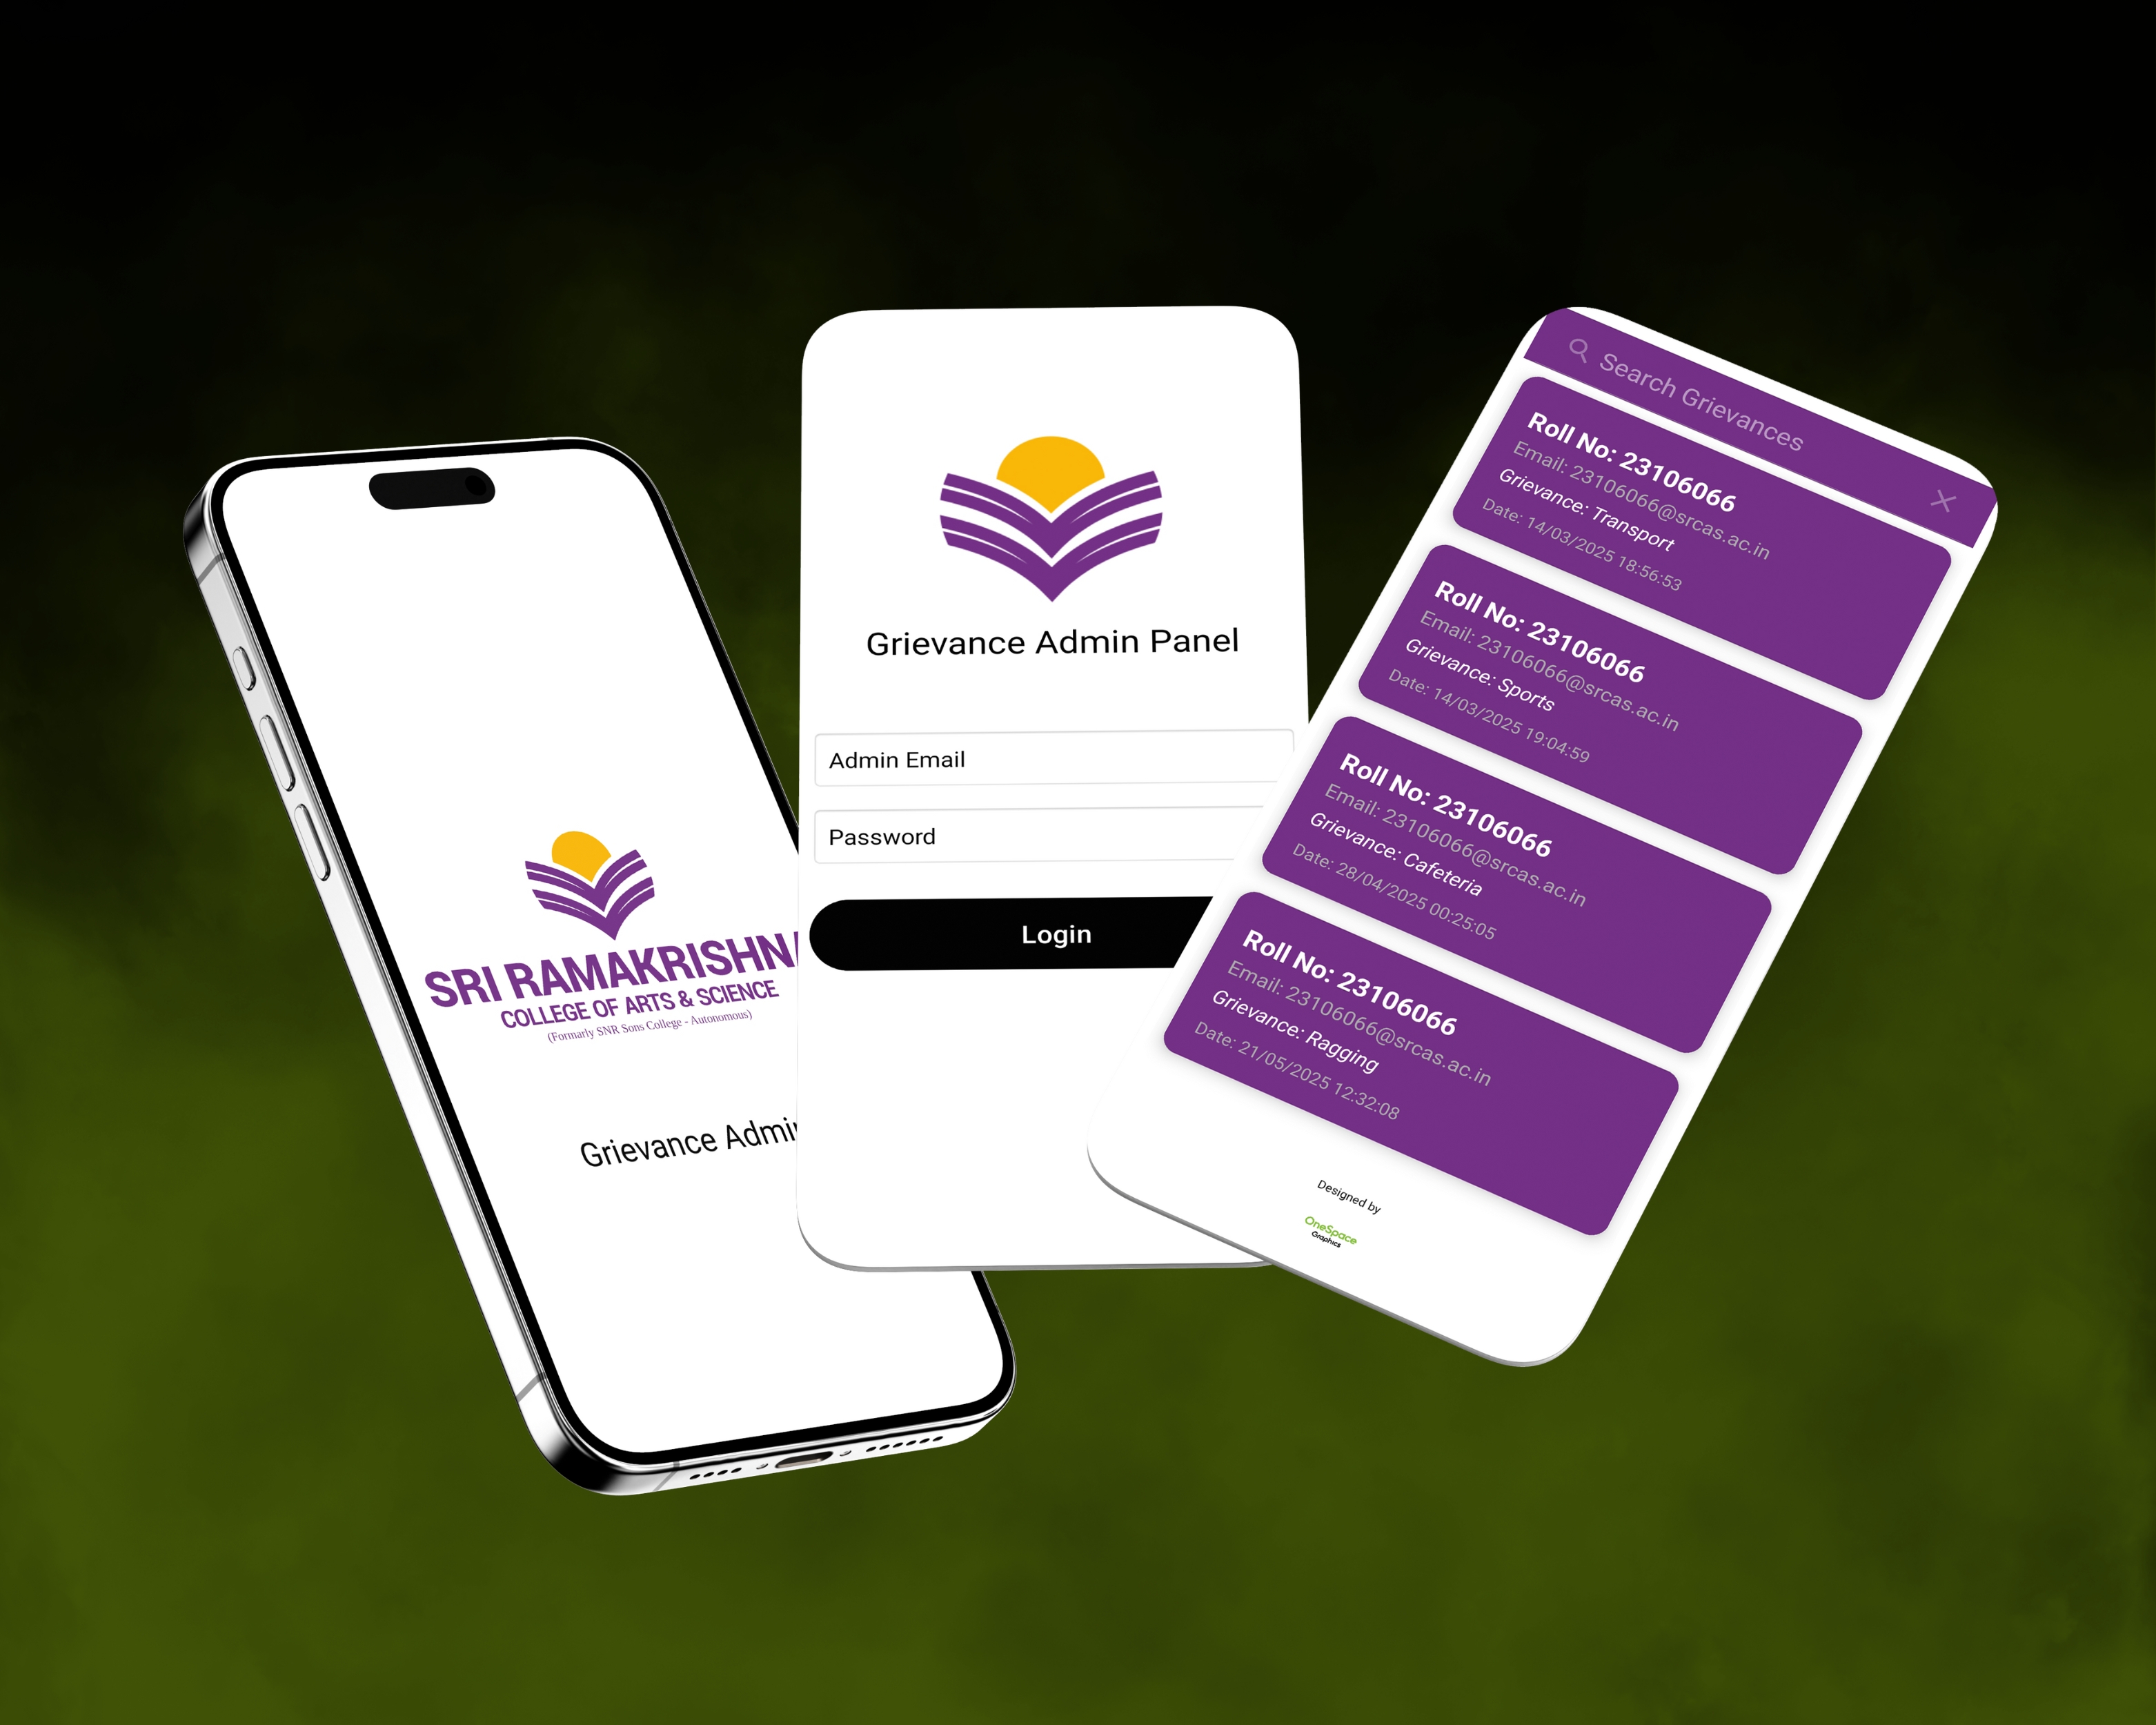 SRI RAMAKRISHNA
COLLEGE OF ARTS & SCIENCE
(Formarly SNR Sons College - Autonomous)
Grievance Admin
Grievance Admin Panel
Admin Email
Password
Login
Search Grievances
Roll No: 23106066
Email: 23106066@srcas.ac.in
Grievance: Transport
Date: 14/03/2025 18:56:53
Roll No: 23106066
Email: 23106066@srcas.ac.in
Grievance: Sports
Date: 14/03/2025 19:04:59
Roll No: 23106066
Email: 23106066@srcas.ac.in
Grievance: Cafeteria
Date: 28/04/2025 00:25:05
Roll No: 23106066
Email: 23106066@srcas.ac.in
Grievance: Ragging
Date: 21/05/2025 12:32:08
Designed by
OneSpace
Graphics